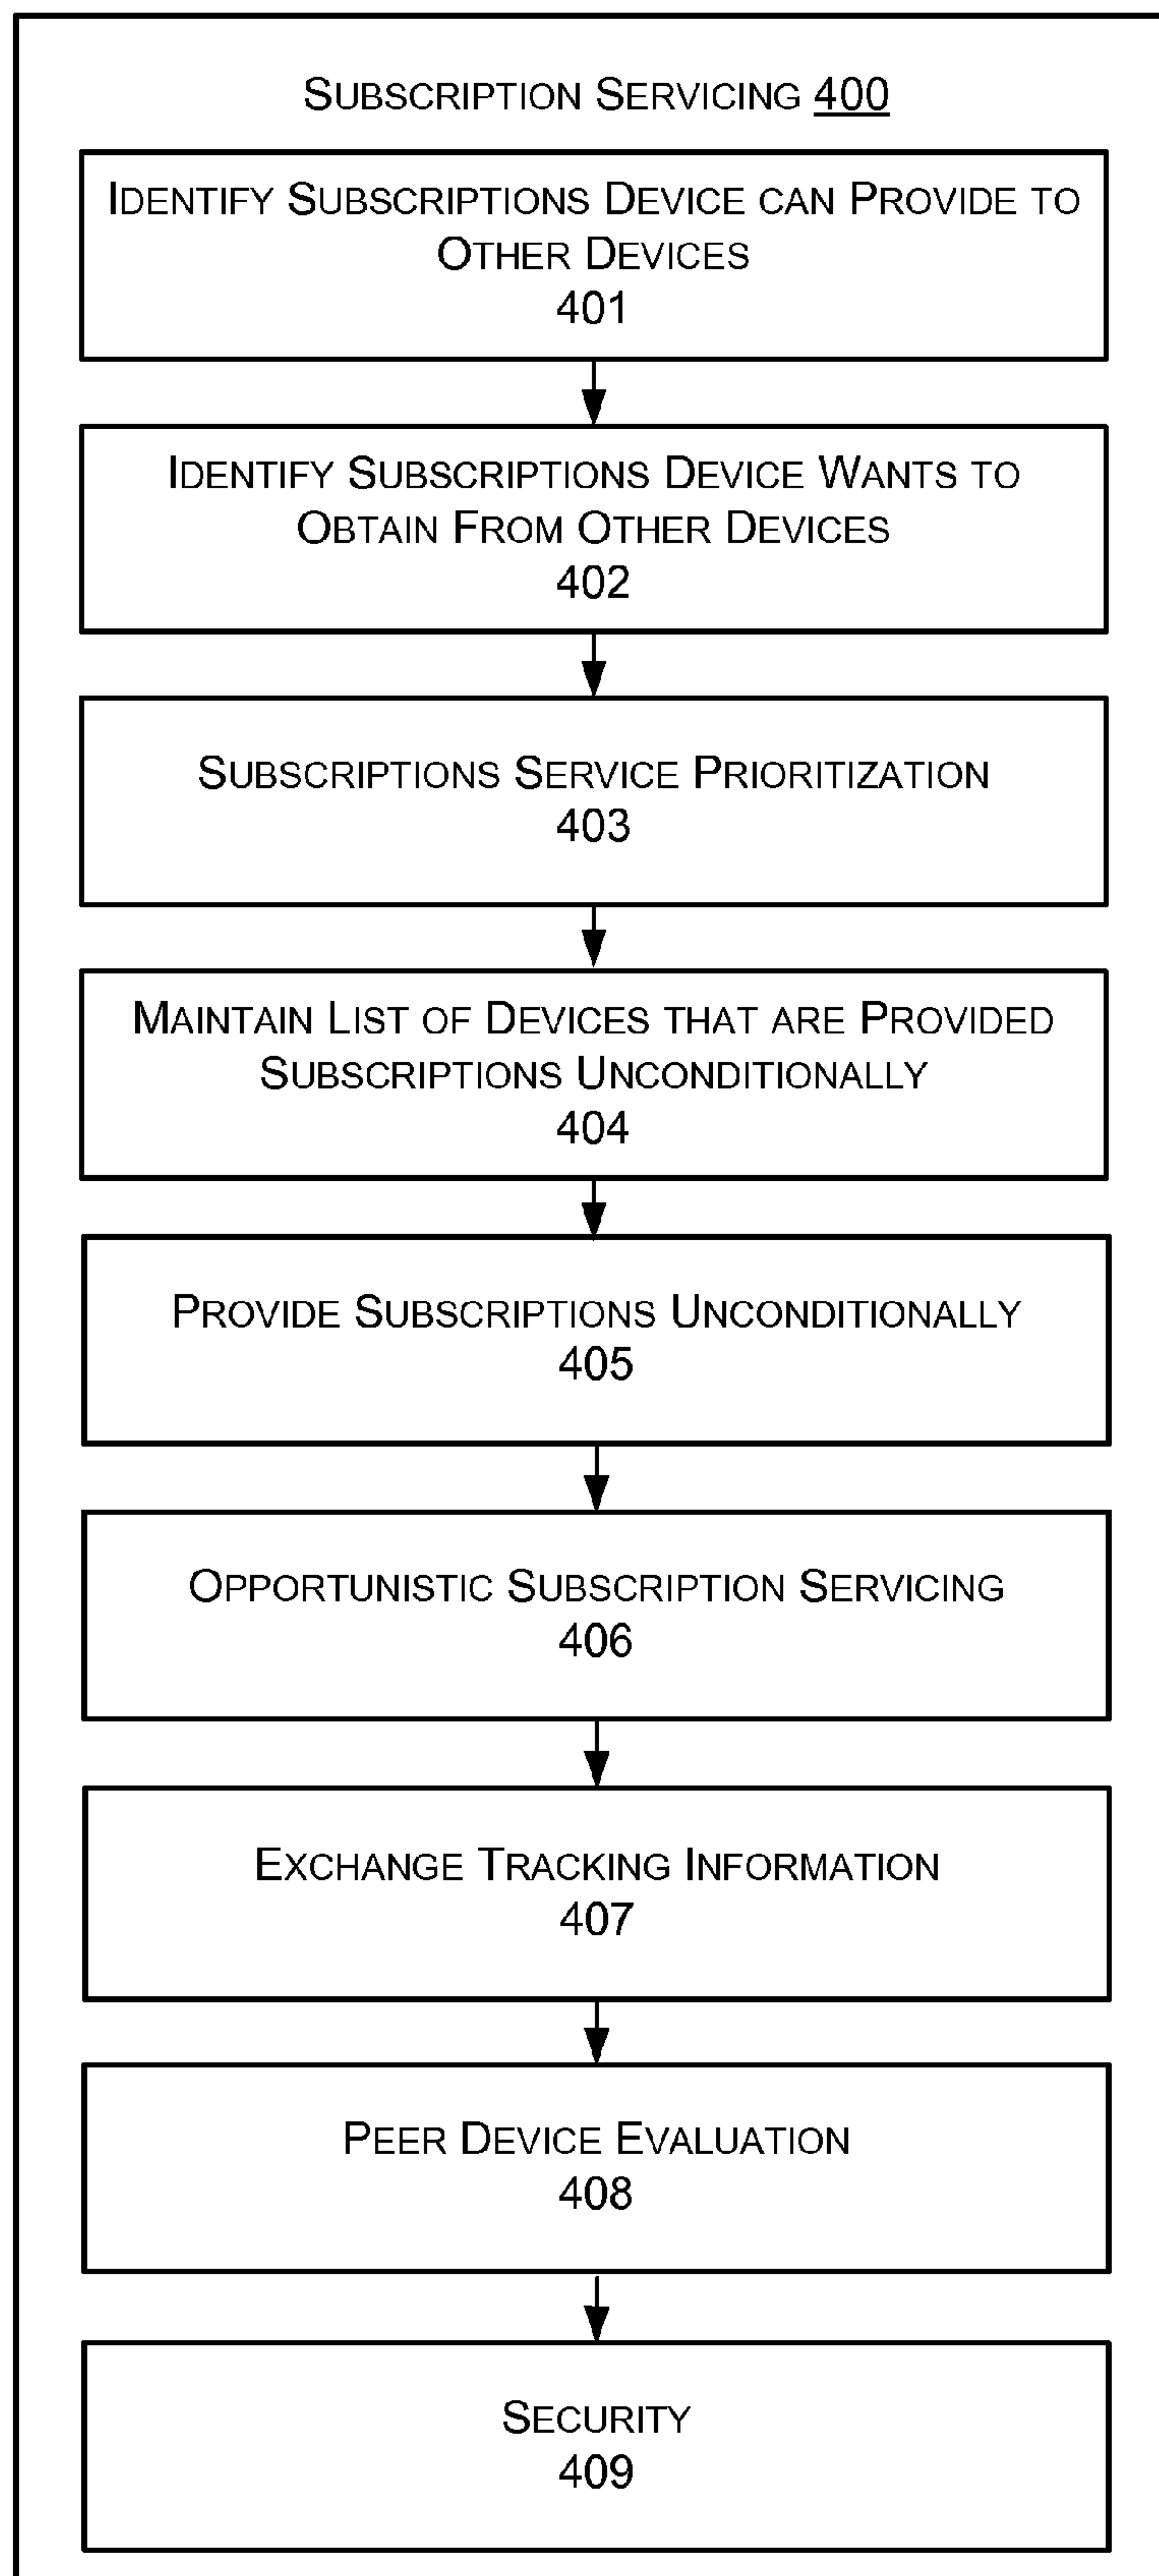 SUBSCRIPTION SERVICING 400
IDENTIFY SUBSCRIPTIONS DEVICE CAN PROVIDE TO
OTHER DEVICES
401
IDENTIFY SUBSCRIPTIONS DEVICE WANTS TO
OBTAIN FROM OTHER DEVICES
402
SUBSCRIPTIONS SERVICE PRIORITIZATION
403
MAINTAIN LIST OF DEVICES THAT ARE PROVIDED
SUBSCRIPTIONS UNCONDITIONALLY
404
PROVIDE SUBSCRIPTIONS UNCONDITIONALLY
405
OPPORTUNISTIC SUBSCRIPTION SERVICING
406
EXCHANGE TRACKING INFORMATION
407
PEER DEVICE EVALUATION
408
SECURITY
409